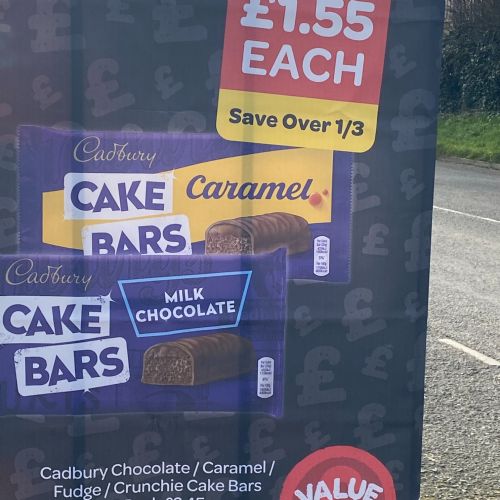 £1.55
EACH
Save Over 1/3
Cadbury
CAKE
BARS
Caramel
Cadbury
CAKE
BARS
MILK
CHOCOLATE
Cadbury Chocolate / Caramel /
Fudge / Crunchie Cake Bars
VALUE